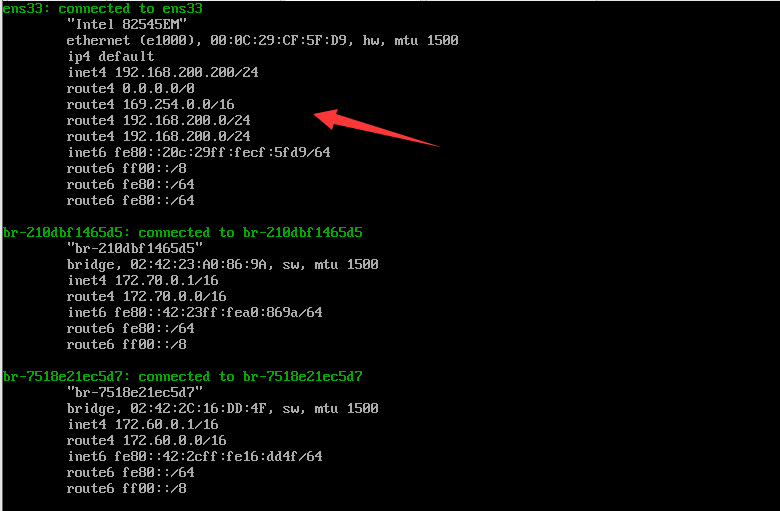 ens33: connected to ens33
"Intel 82545EM"
ethernet (e1000), 00:0C:29:CF:5F:D9, hw, mtu 1500
ip4 default
inet4 192.168.200.200/24
route4 0.0.0.0/0
route4 169.254.0.0/16
route4 192.168.200.0/24
route4 192.168.200.0/24
inet6 fe80::20c:29ff:fecf:5fd9/64
route6 ff00::/8
route6 fe80::/64
route6 fe80::/64
br-210dbf1465d5: connected to br-210dbf1465d5
"br-210dbf1465d5"
bridge, 02:42:23:A0:86:9A, sw, mtu 1500
inet4 172.70.0.1/16
route4 172.70.0.0/16
inet6 fe80::42:23ff:fea0:869a/64
route6 fe80::/64
route6 ff00::/8
br-7518e21ec5d7: connected to br-7518e21ec5d7
"br-7518e21ec5d7"
bridge, 02:42:2C:16:DD:4F, sw, mtu 1500
inet4 172.60.0.1/16
route4 172.60.0.0/16
inet6 fe80::42:2cff:fe16:dd4f/64
route6 fe80::/64
route6 ff00::/8